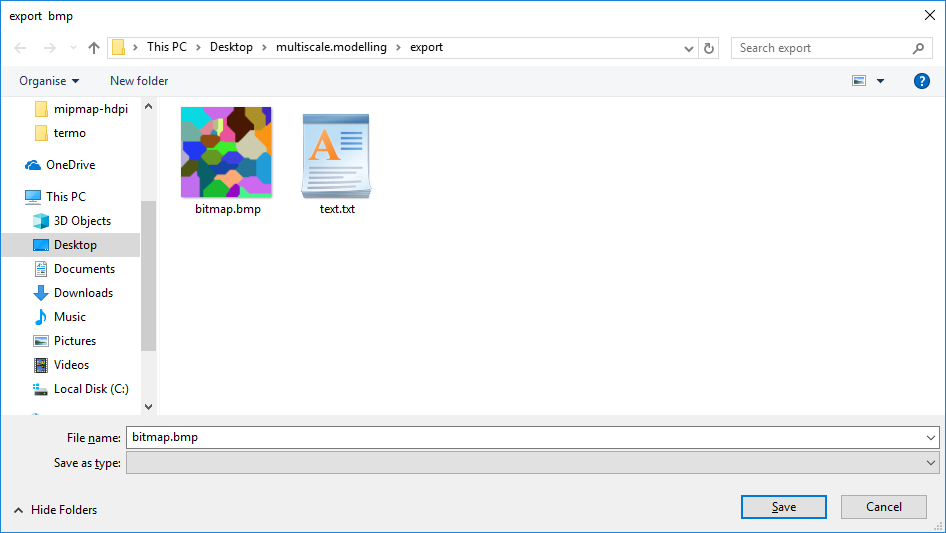 export  bmp
This PC > Desktop > multiscale.modelling > export
Search export
Organise
New folder
mipmap-hdpi
termo
OneDrive
This PC
3D Objects
Desktop
Documents
Downloads
Music
Pictures
Videos
Local Disk (C:)
A
bitmap.bmp
text.txt
File name: bitmap.bmp
Save as type:
Hide Folders
Save
Cancel
?